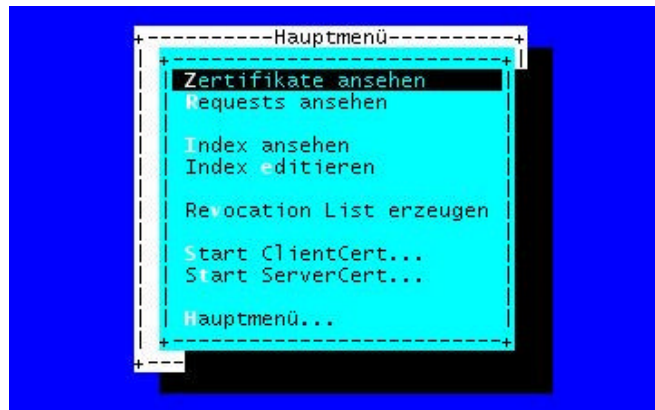 Hauptmenü
Zertifikate ansehen
Requests ansehen
Index ansehen
Index editieren
Revocation List erzeugen
Start ClientCert...
Start ServerCert...
Hauptmenü...